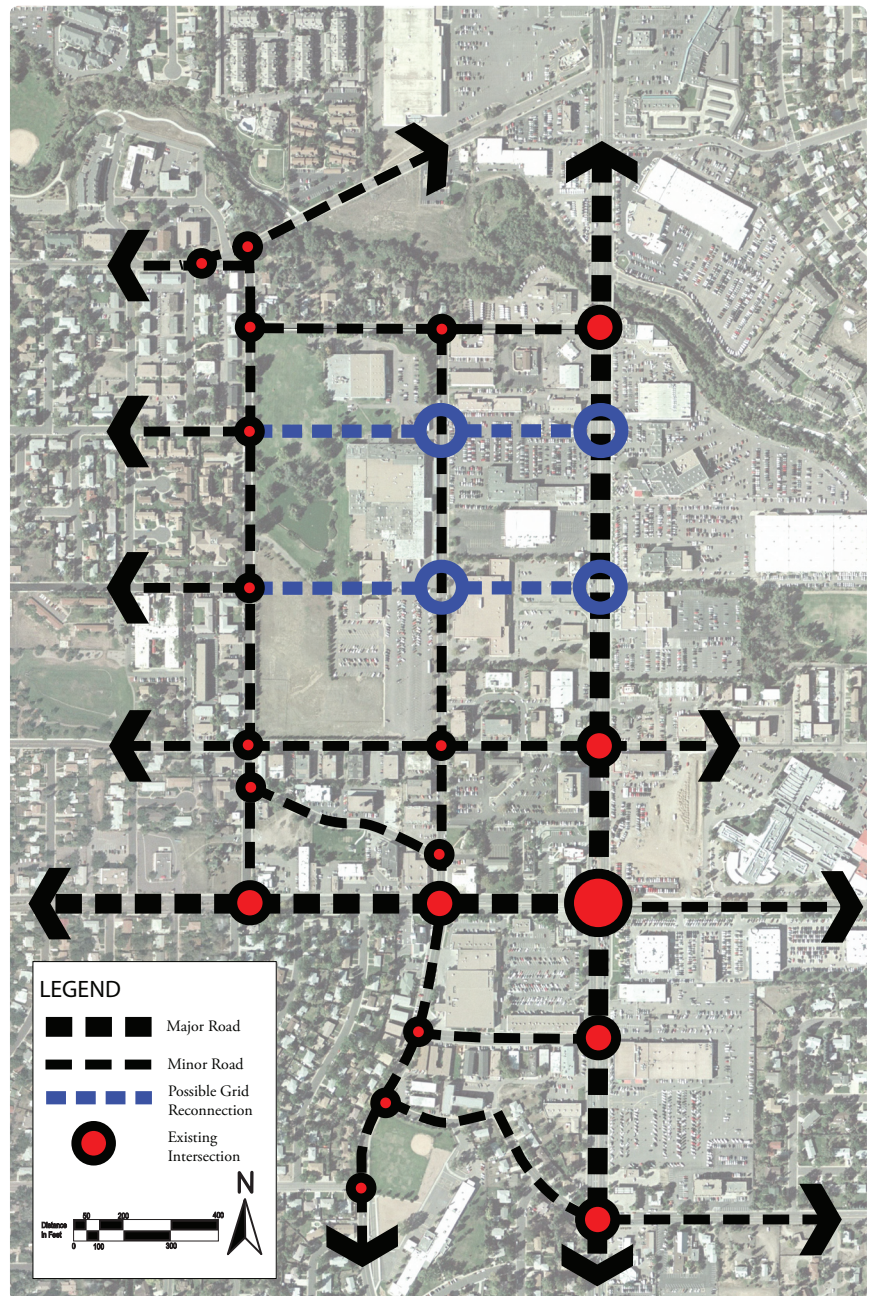 LEGEND
Major Road
Minor Road
Possible Grid
Reconnection
Existing
Intersection
N
50 200 400
Distance
In Feet
0 100 300